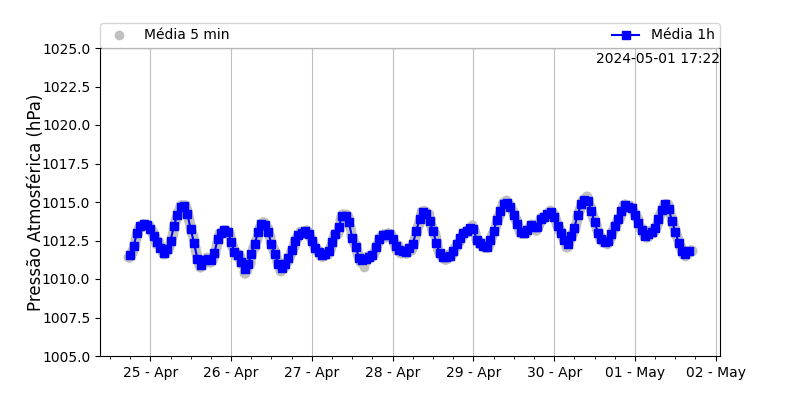 Média 5 min
Média 1h
2024-05-01 17:22
Pressão Atmosférica (hPa)
1025.0
1022.5
1020.0
1017.5
1015.0
1012.5
1010.0
1007.5
1005.0
25 - Apr
26 - Apr
27 - Apr
28 - Apr
29 - Apr
30 - Apr
01 - May
02 - May